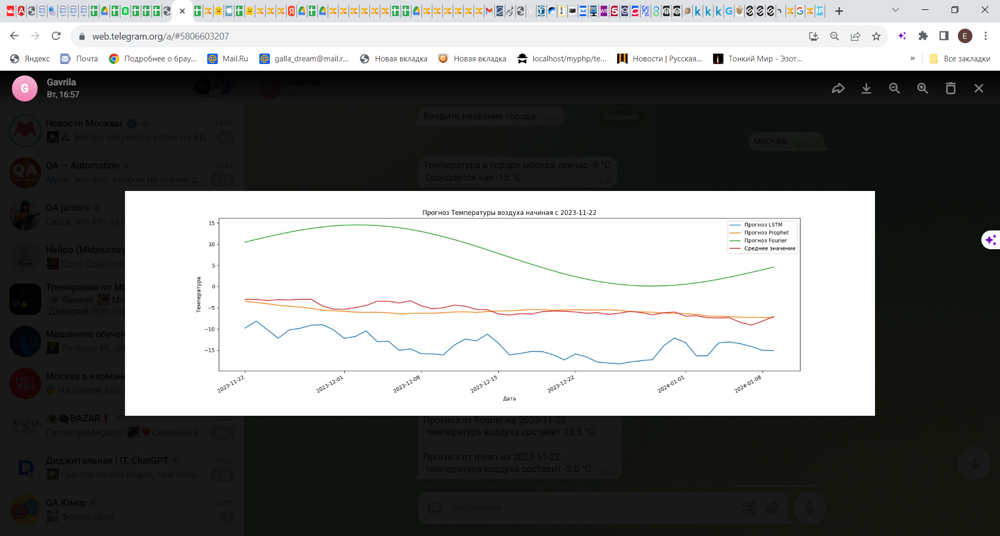 web.telegram.org/a/#5806603207
E
Яндекс
Почта
Подробнее о брау...
Mail.Ru
galla_dream@mail.r...
Новая вкладка
Новая вкладка
localhost/myphp/te...
Новости | Русская...
Тонкий Мир - Эзот...
»
Все закладки
G
Gavrila
Вт, 16:57
Gavrila
бот
Новости Москвы
15:52
Завтра откроется каток на ВД...
43
QA — Automation
15:51
Alexei: вот-вот. хлебом не корми, д...
3,1K
QA juniors
Саша: Это кто за ч
Нейро (Midjourney
Coca-Cola гото
Тренировки по ML
# General
Мя
Дмитрий: Вот эта
Машинное обучен
Любому ML-сп
Москва в кармане
На севере Мос
BAZAR
15:40
CemeinyaMagazin: Семейный ...
2,9K
Диджитальная | IT, ChatGPT
15:32
Смотря на это видео, сам нево...
1,3K
QA Юмор
15:29
Фотография
1
Введите название города
16:57
Вторник
москва
16:57
Температура в городе москва сейчас -8 °C
Ощущается как -15 °C.
16:57
Прогноз Температуры воздуха начиная с 2023-11-22
Прогноз LSTM
Прогноз Prophet
Прогноз Fourier
Среднее значение
Температура
15
10
5
0
−5
−10
−15
2023-11-22
2023-12-01
2023-12-08
2023-12-15
2023-12-22
2024-01-01
2024-01-08
Дата
Прогноз от Fourier на 2023-11-22
температура воздуха составит 10.5 °C.
Прогноз от mean на 2023-11-22
температура воздуха составит -3.0 °C.
16:57
Сообщение